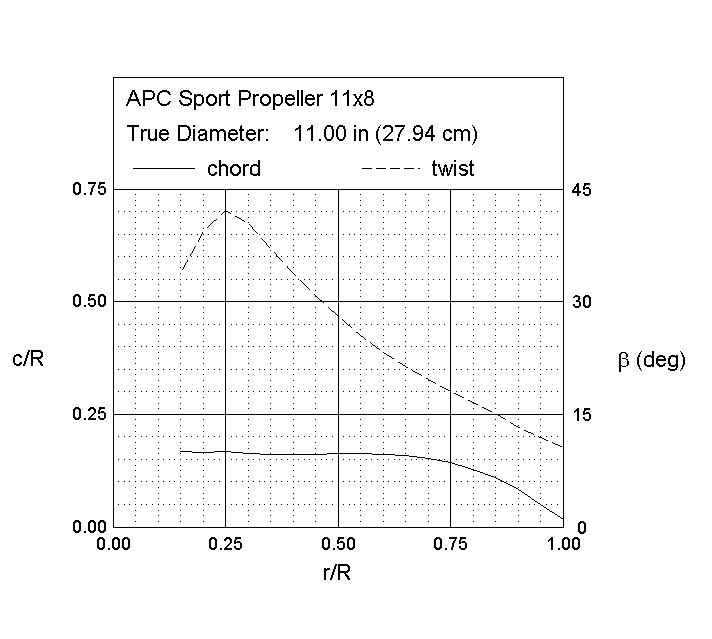 APC Sport Propeller 11x8
True Diameter: 11.00 in (27.94 cm)
chord twist
0.75 45
0.50 30
c/R β (deg)
0.25 15
0.00 0
0.00 0.25 0.50 0.75 1.00
r/R